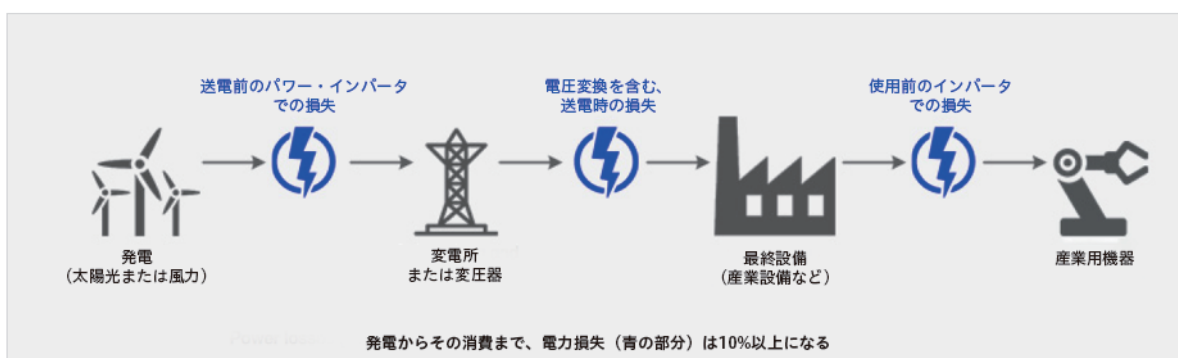 送電前のパワー・インバータ
での損失
電圧変換を含む、
送電時の損失
使用前のインバータ
での損失
発電
（太陽光または風力）
変電所
または変圧器
最終設備
（産業設備など）
産業用機器
発電からその消費まで、電力損失（青の部分）は10%以上になる